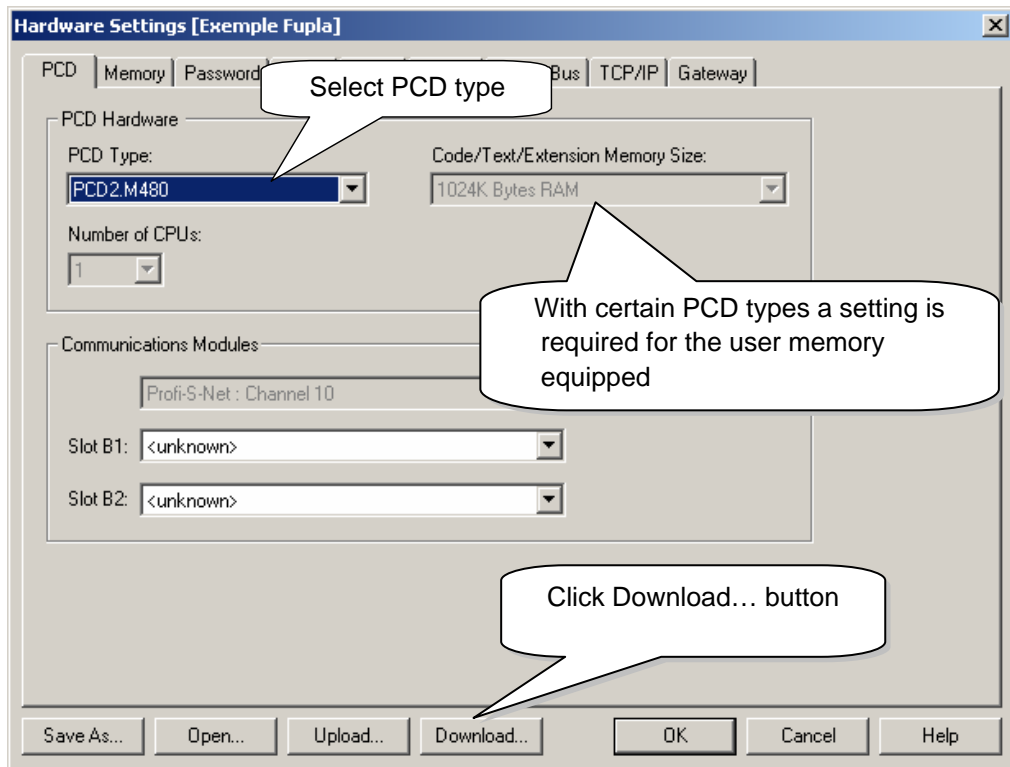 Hardware Settings [Exemple Fupla]
PCD Memory Password Bus TCP/IP Gateway
Select PCD type
PCD Hardware
PCD Type:
Code/Text/Extension Memory Size:
PCD2.M480
1024K Bytes RAM
Number of CPUs:
1
With certain PCD types a setting is
required for the user memory
equipped
Communications Modules
Profi-S-Net : Channel 10
Slot B1: <unknown>
Slot B2: <unknown>
Click Download… button
Save As... Open... Upload... Download... OK Cancel Help